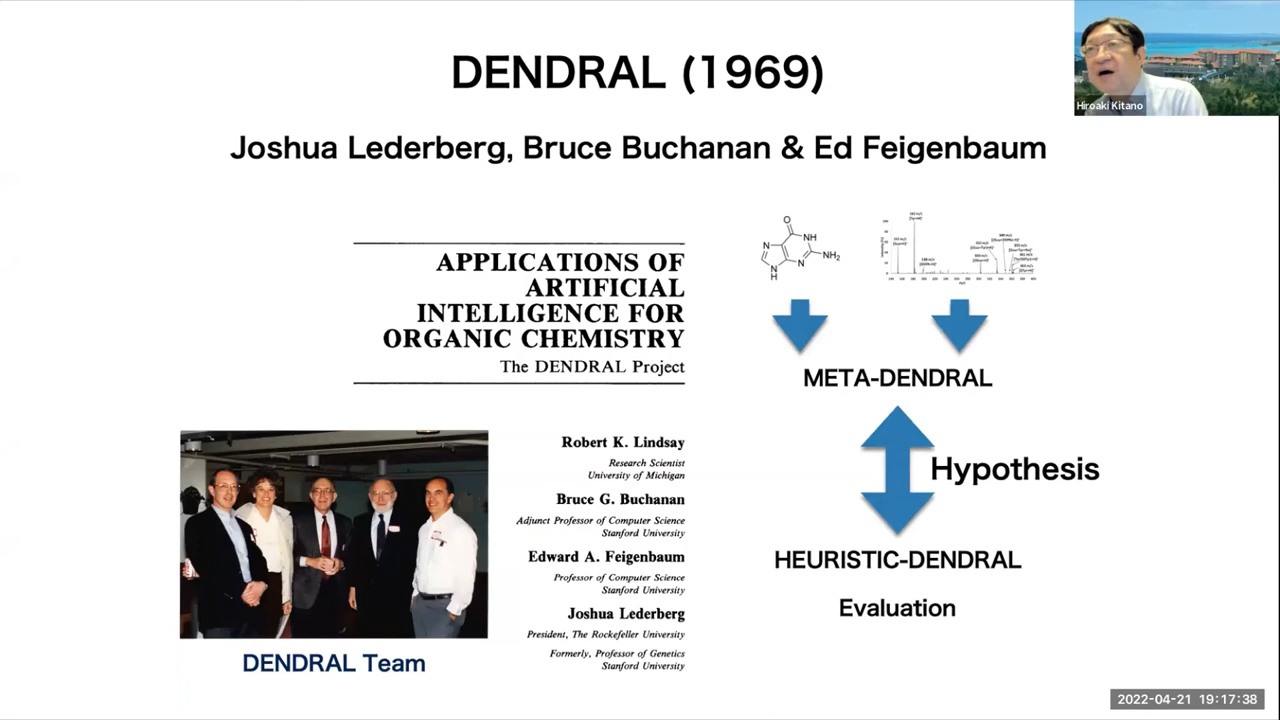 DENDRAL (1969)
Hiroaki Kitano
Joshua Lederberg, Bruce Buchanan & Ed Feigenbaum
APPLICATIONS OF
ARTIFICIAL
INTELLIGENCE FOR
ORGANIC CHEMISTRY
The DENDRAL Project
Robert K. Lindsay
Research Scientist
University of Michigan
Bruce G. Buchanan
Adjunct Professor of Computer Science
Stanford University
Edward A. Feigenbaum
Professor of Computer Science
Stanford University
Joshua Lederberg
President, The Rockefeller University
Formerly, Professor of Genetics
Stanford University
DENDRAL Team
O
NH
N
NH₂
N
N
H
META-DENDRAL
Hypothesis
HEURISTIC-DENDRAL
Evaluation
2022-04-21 19:17:38